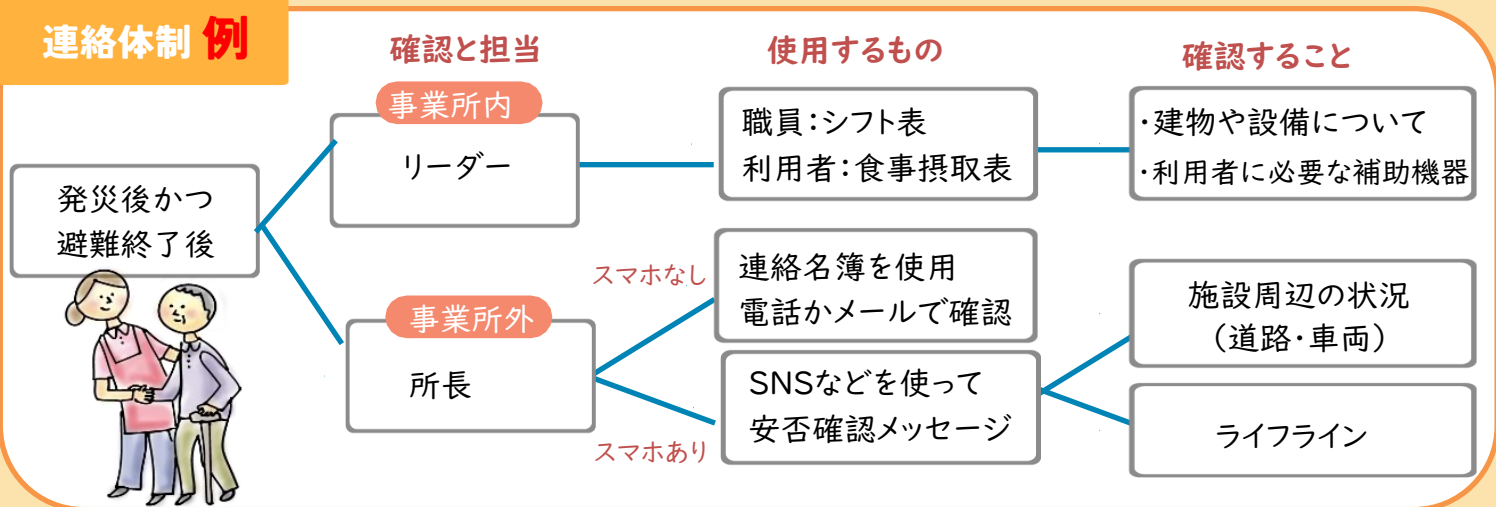 連絡体制 例
確認と担当
使用するもの
確認すること
発災後かつ
避難終了後
事業所内
リーダー
職員：シフト表
利用者：食事摂取表
・建物や設備について
・利用者に必要な補助機器
事業所外
所長
スマホなし
連絡名簿を使用
電話かメールで確認
スマホあり
SNSなどを使って
安否確認メッセージ
施設周辺の状況
（道路・車両）
ライフライン